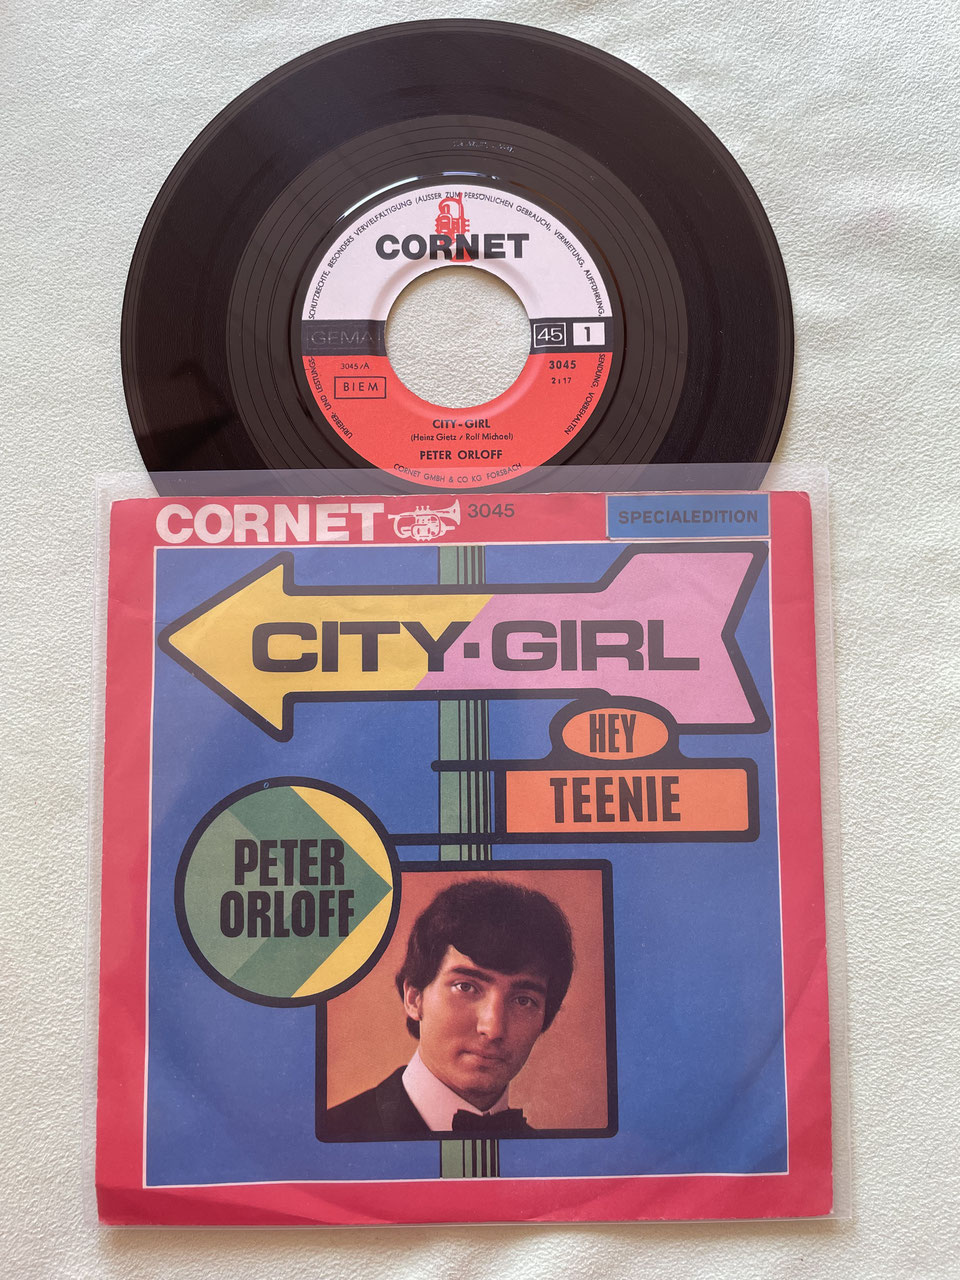 SCHUTZRECHTE, BESONDERS VERVIELFÄLTIGUNG (AUSSER ZUM PERSÖNLICHEN GEBRAUCH), VERMIETUNG, AUFFÜHRUNG,
CORNET
GEMA
45 1
3045/A
3045
BIEM
2:17
URHEBER- UND LEISTUNGS-
SENDUNG, VORBEHALTEN
CITY-GIRL
(Heinz Gietz / Rolf Michael)
PETER ORLOFF
CORNET GMBH & CO KG FORSBACH
CORNET 3045
SPECIALEDITION
CITY-GIRL
HEY
TEENIE
PETER
ORLOFF